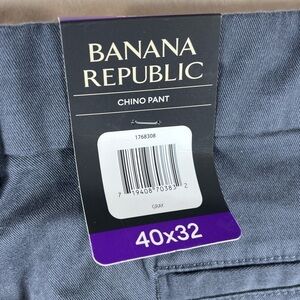 BANANA
REPUBLIC
CHINO PANT
1768308
7 19408 70383 2
GRAY
40x32